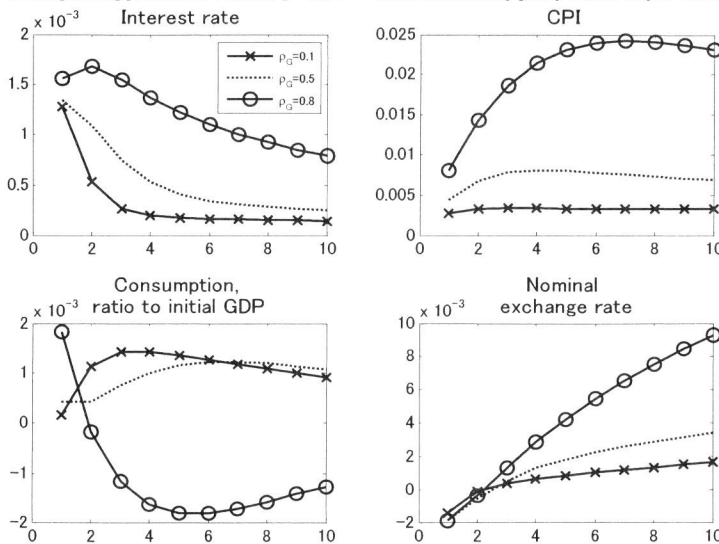 Interest rate
× 10⁻³
2
1.5
1
0.5
0
0 2 4 6 8 10
ρG=0.1
ρG=0.5
ρG=0.8
CPI
0.025
0.02
0.015
0.01
0.005
0
0 2 4 6 8 10
Consumption,
ratio to initial GDP
× 10⁻³
2
1
0
-1
-2
0 2 4 6 8 10
Nominal
exchange rate
× 10⁻³
10
8
6
4
2
0
-2
0 2 4 6 8 10